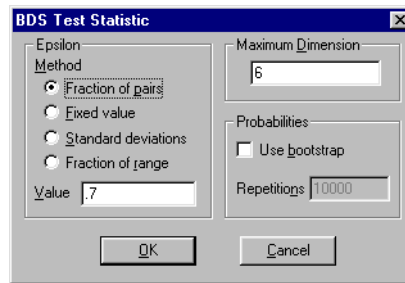 BDS Test Statistic
Epsilon
Method
Fraction of pairs
Fixed value
Standard deviations
Fraction of range
Value .7
Maximum Dimension
6
Probabilities
Use bootstrap
Repetitions 10000
OK
Cancel